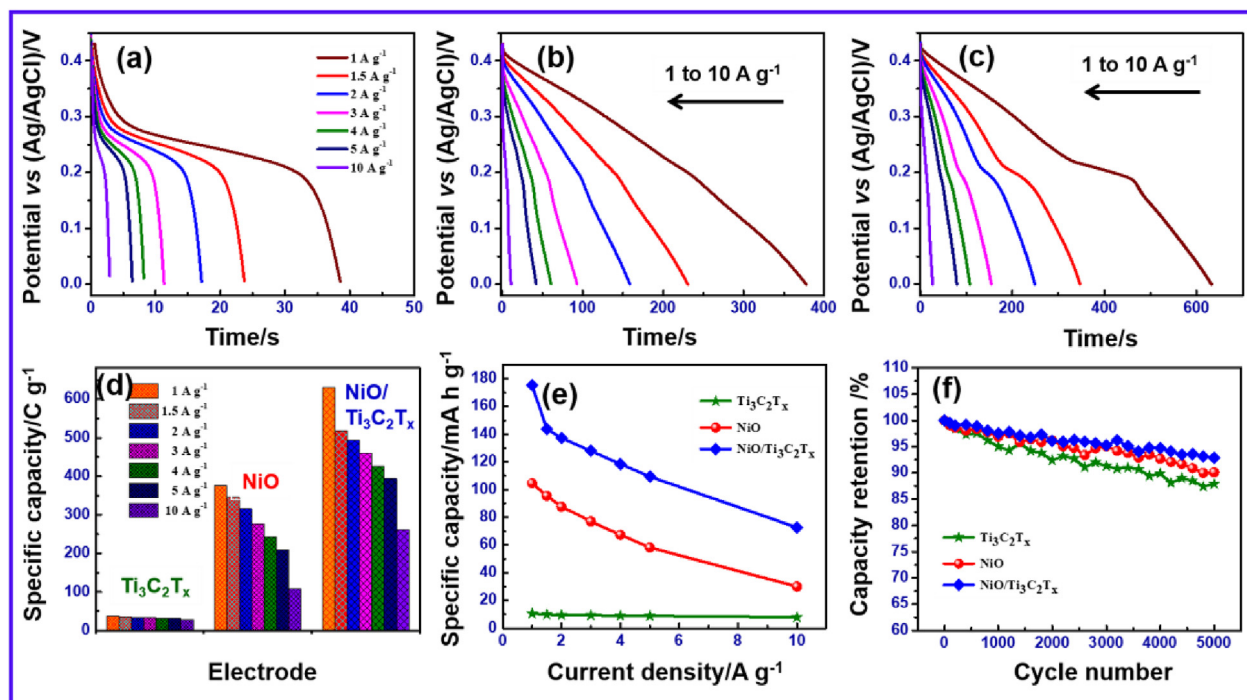 (a)
1 A g⁻¹
1.5 A g⁻¹
2 A g⁻¹
3 A g⁻¹
4 A g⁻¹
5 A g⁻¹
10 A g⁻¹
Potential vs (Ag/AgCl)/V
0.4
0.3
0.2
0.1
0.0
0 10 20 30 40 50
Time/s
(b)
1 to 10 A g⁻¹
Potential vs (Ag/AgCl)/V
0.4
0.3
0.2
0.1
0.0
0 100 200 300 400
Time/s
(c)
1 to 10 A g⁻¹
Potential vs (Ag/AgCl)/V
0.4
0.3
0.2
0.1
0.0
0 200 400 600
Time/s
(d)
1 A g⁻¹
1.5 A g⁻¹
2 A g⁻¹
3 A g⁻¹
4 A g⁻¹
5 A g⁻¹
10 A g⁻¹
Ti₃C₂Tₓ
NiO
NiO/
Ti₃C₂Tₓ
Specific capacity/C g⁻¹
600
500
400
300
200
100
0
Electrode
(e)
Ti₃C₂Tₓ
NiO
NiO/Ti₃C₂Tₓ
Specific capacity/mA h g⁻¹
180
160
140
120
100
80
60
40
20
0
0 2 4 6 8 10
Current density/A g⁻¹
(f)
Ti₃C₂Tₓ
NiO
NiO/Ti₃C₂Tₓ
Capacity retention /%
110
105
100
95
90
85
80
75
70
65
60
0 1000 2000 3000 4000 5000
Cycle number